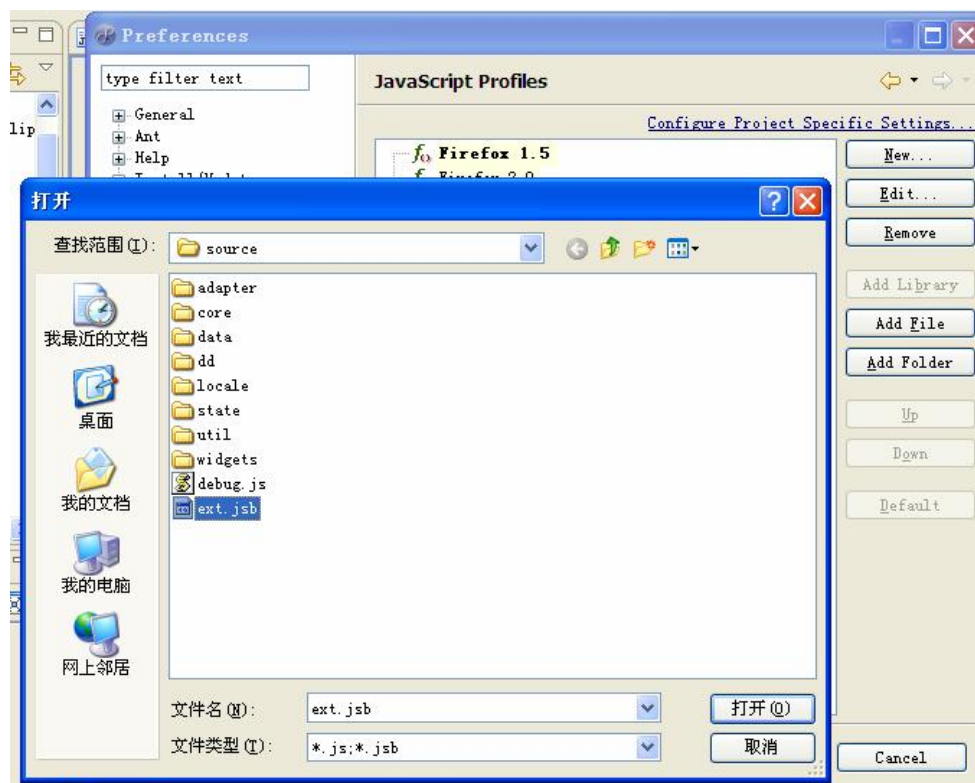 Preferences
type filter text
JavaScript Profiles
General
Ant
Help
lip
Configure Project Specific Settings...
Firefox 1.5
New...
Edit...
Remove
Add Library
Add File
Add Folder
Up
Down
Default
Cancel
打开
查找范围(I):
source
我最近的文档
桌面
我的文档
我的电脑
网上邻居
adapter
core
data
dd
locale
state
util
widgets
debug.js
ext.jsb
文件名(N):
ext.jsb
打开(O)
文件类型(T):
*.js;*.jsb
取消